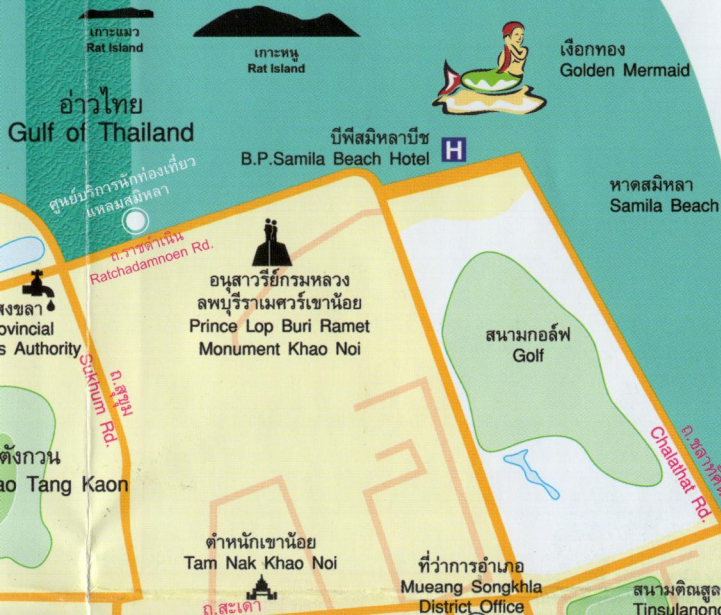 เกาะแมว
Rat Island
เกาะหนู
Rat Island
เงือกทอง
Golden Mermaid
อ่าวไทย
Gulf of Thailand
บีพีสมิหลาบีช
B.P.Samila Beach Hotel
H
ศูนย์บริการนักท่องเที่ยว
แหลมสมิหลา
หาดสมิหลา
Samila Beach
ถ.ราชดำเนิน
Ratchadamnoen Rd.
อนุสาวรีย์กรมหลวง
ลพบุรีราเมศวร์เขาน้อย
Prince Lop Buri Ramet
Monument Khao Noi
สงขลา
ovincial
s Authority
สนามกอล์ฟ
Golf
ถ.สุขุม
Sukhum Rd.
ตังกวน
ao Tang Kaon
ถ.ชลาทัศ
Chalathat Rd.
ตำหนักเขาน้อย
Tam Nak Khao Noi
ที่ว่าการอำเภอ
Mueang Songkhla
District Office
ถ.สะเดา
สนามติณสูล
Tinsulanon